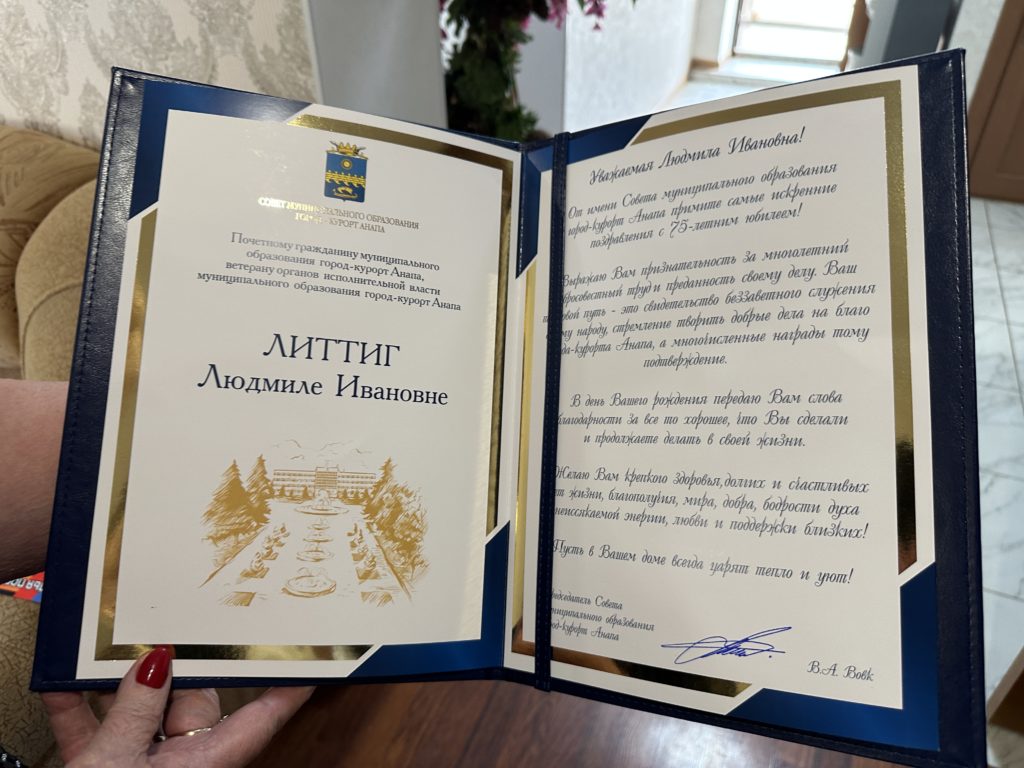 СОВЕТ МУНИЦИПАЛЬНОГО ОБРАЗОВАНИЯ
ГОРОД-КУРОРТ АНАПА
Почетному гражданину муниципального
образования город-курорт Анапа,
ветерану органов исполнительной власти
муниципального образования город-курорт Анапа
ЛИТТИГ
Людмиле Ивановне
Уважаемая Людмила Ивановна!
От имени Совета муниципального образования
город-курорт Анапа примите самые искренние
поздравления с 75-летним юбилеем!
Выражаю Вам признательность за многолетний
добросовестный труд и преданность своему делу. Ваш
трудовой путь - это свидетельство беззаветного служения
народу, стремление творить добрые дела на благо
города-курорта Анапа, а многочисленные награды тому
подтверждение.
В день Вашего рождения передаю Вам слова
благодарности за все то хорошее, что Вы сделали
и продолжаете делать в своей жизни.
Желаю Вам крепкого здоровья, долгих и счастливых
лет жизни, благополучия, мира, добра, бодрости духа
неиссякаемой энергии, любви и поддержки близких!
Пусть в Вашем доме всегда царят тепло и уют!
Председатель Совета
муниципального образования
город-курорт Анапа
В.А. Вовк